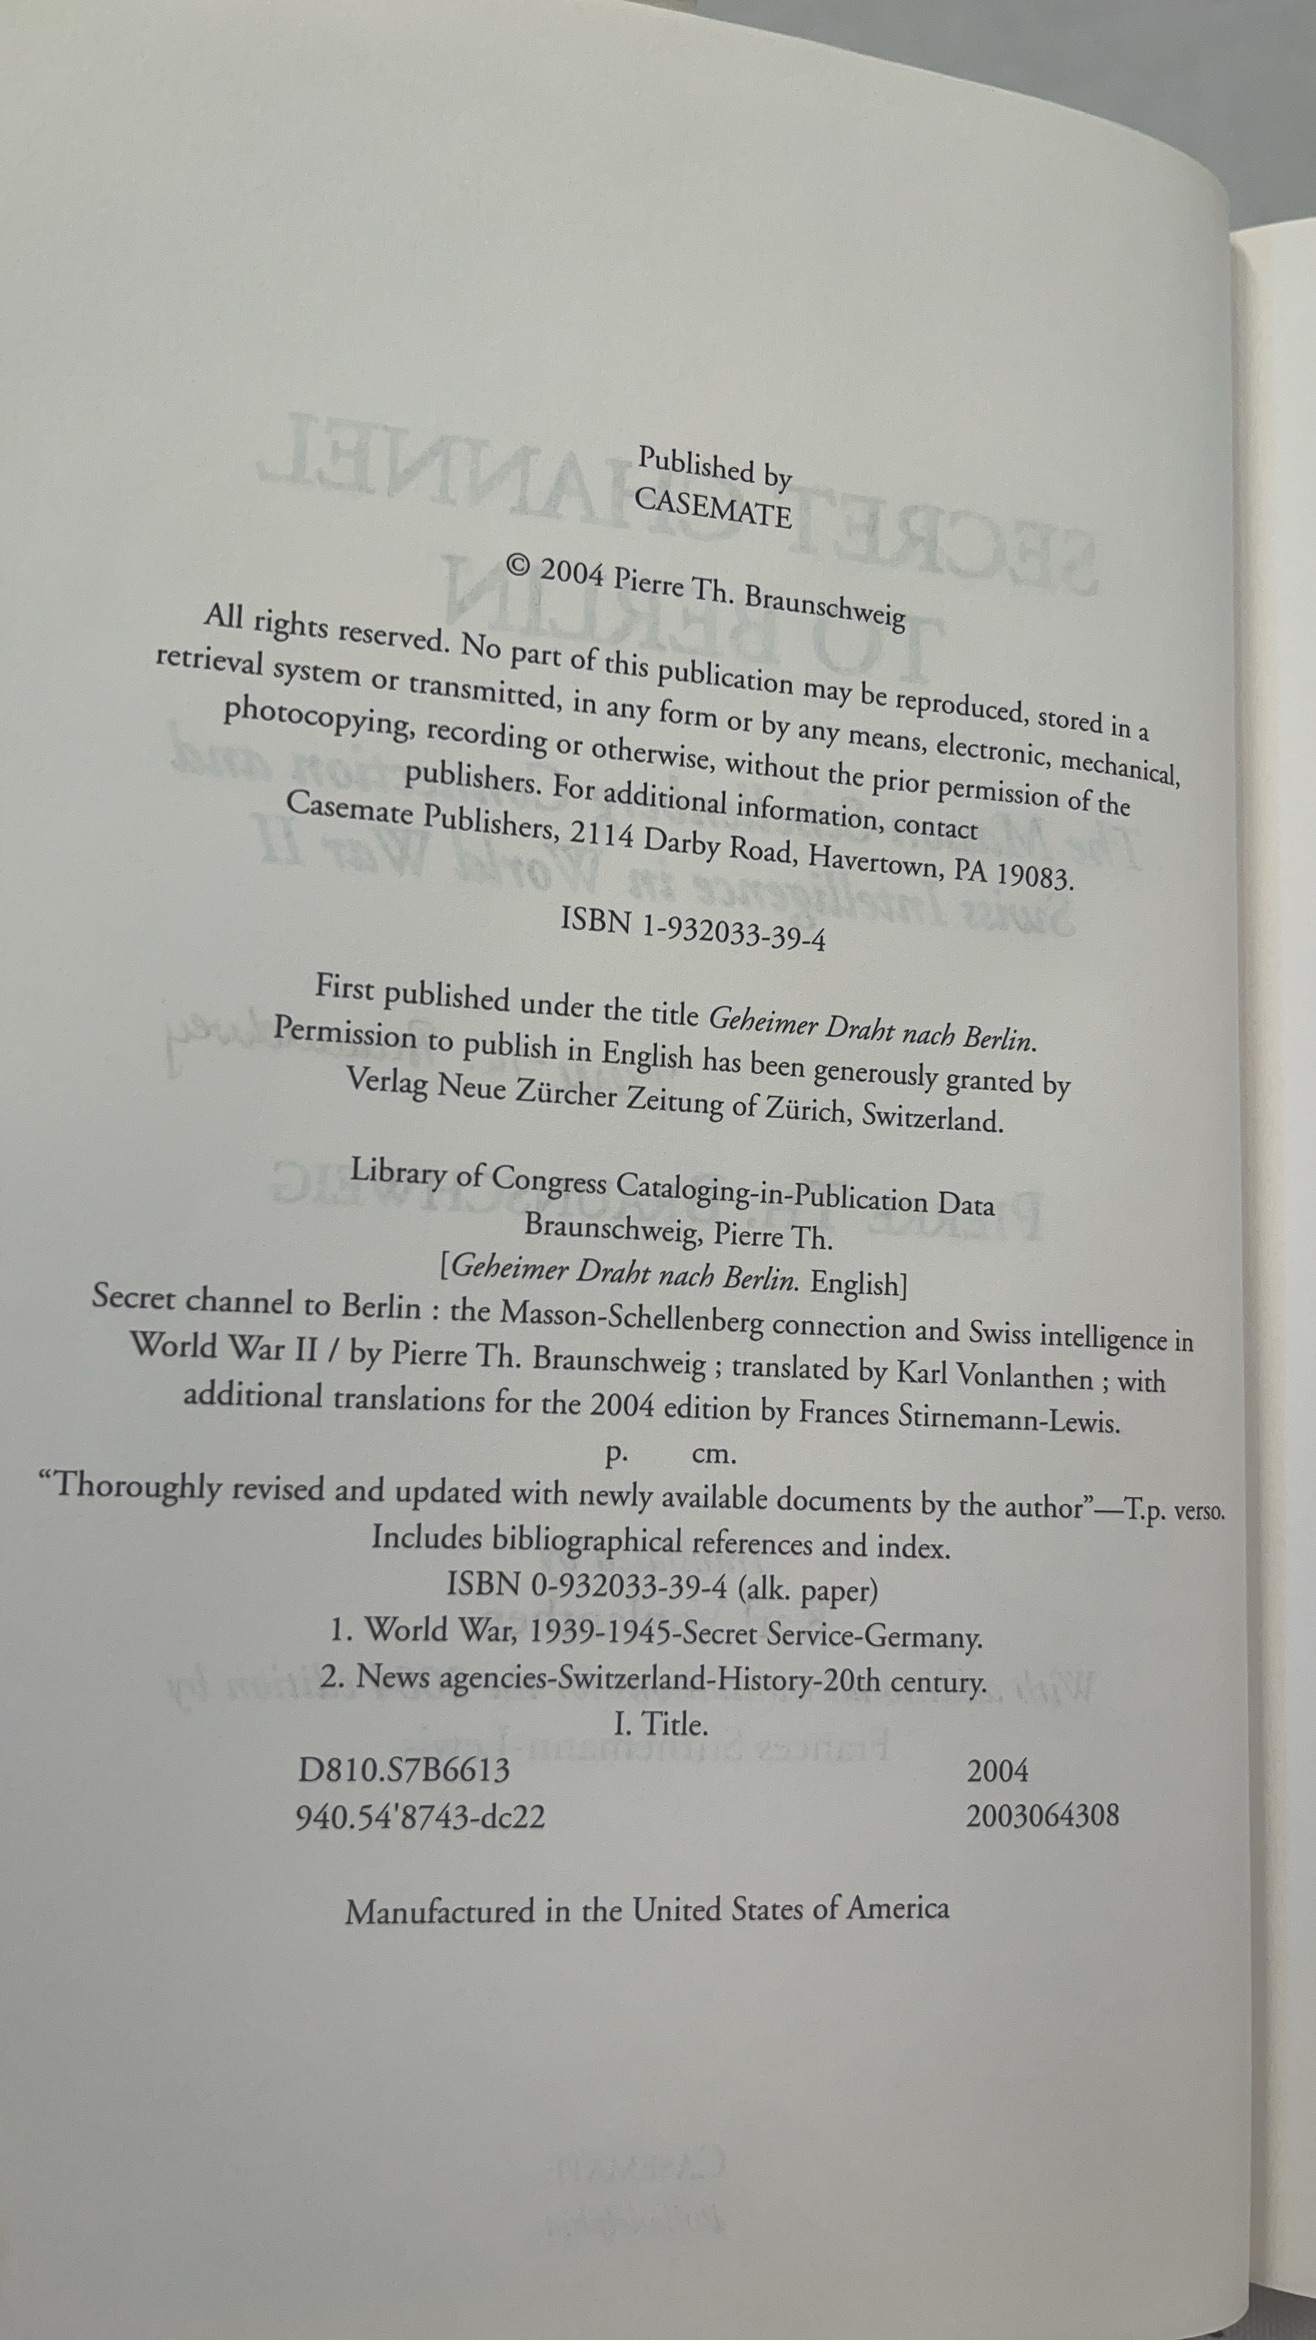 Published by
CASEMATE
© 2004 Pierre Th. Braunschweig
All rights reserved. No part of this publication may be reproduced, stored in a
retrieval system or transmitted, in any form or by any means, electronic, mechanical,
photocopying, recording or otherwise, without the prior permission of the
publishers. For additional information, contact
Casemate Publishers, 2114 Darby Road, Havertown, PA 19083.
ISBN 1-932033-39-4
First published under the title Geheimer Draht nach Berlin.
Permission to publish in English has been generously granted by
Verlag Neue Zürcher Zeitung of Zürich, Switzerland.
Library of Congress Cataloging-in-Publication Data
Braunschweig, Pierre Th.
[Geheimer Draht nach Berlin. English]
Secret channel to Berlin : the Masson-Schellenberg connection and Swiss intelligence in
World War II / by Pierre Th. Braunschweig ; translated by Karl Vonlanthen ; with
additional translations for the 2004 edition by Frances Stirnemann-Lewis.
p. cm.
“Thoroughly revised and updated with newly available documents by the author”—T.p. verso.
Includes bibliographical references and index.
ISBN 0-932033-39-4 (alk. paper)
1. World War, 1939-1945-Secret Service-Germany.
2. News agencies-Switzerland-History-20th century.
I. Title.
D810.S7B6613 2004
940.54'8743-dc22 2003064308
Manufactured in the United States of America